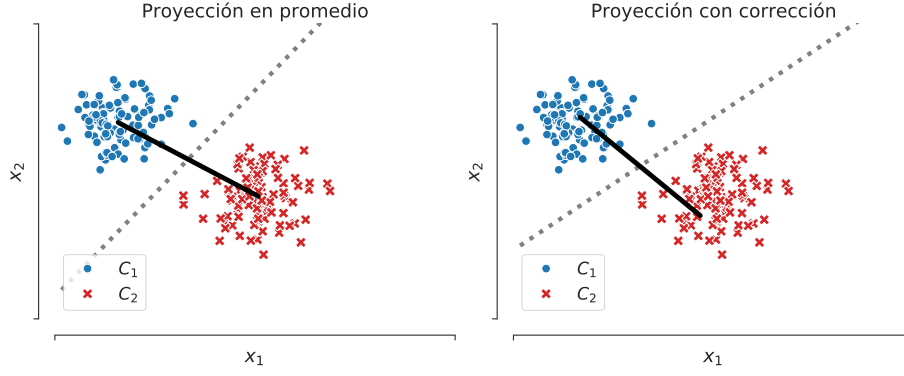 Proyección en promedio
x₂
C₁
C₂
x₁
Proyección con corrección
x₂
C₁
C₂
x₁